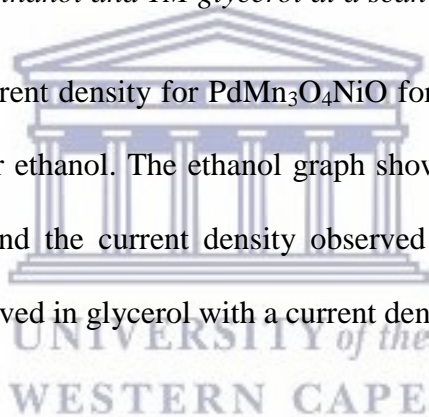 ethanol and 1M glycerol at a scan
rrent density for PdMn₃O₄NiO for
r ethanol. The ethanol graph show
nd the current density observed
ved in glycerol with a current den
UNIVERSITY of the
WESTERN CAPE